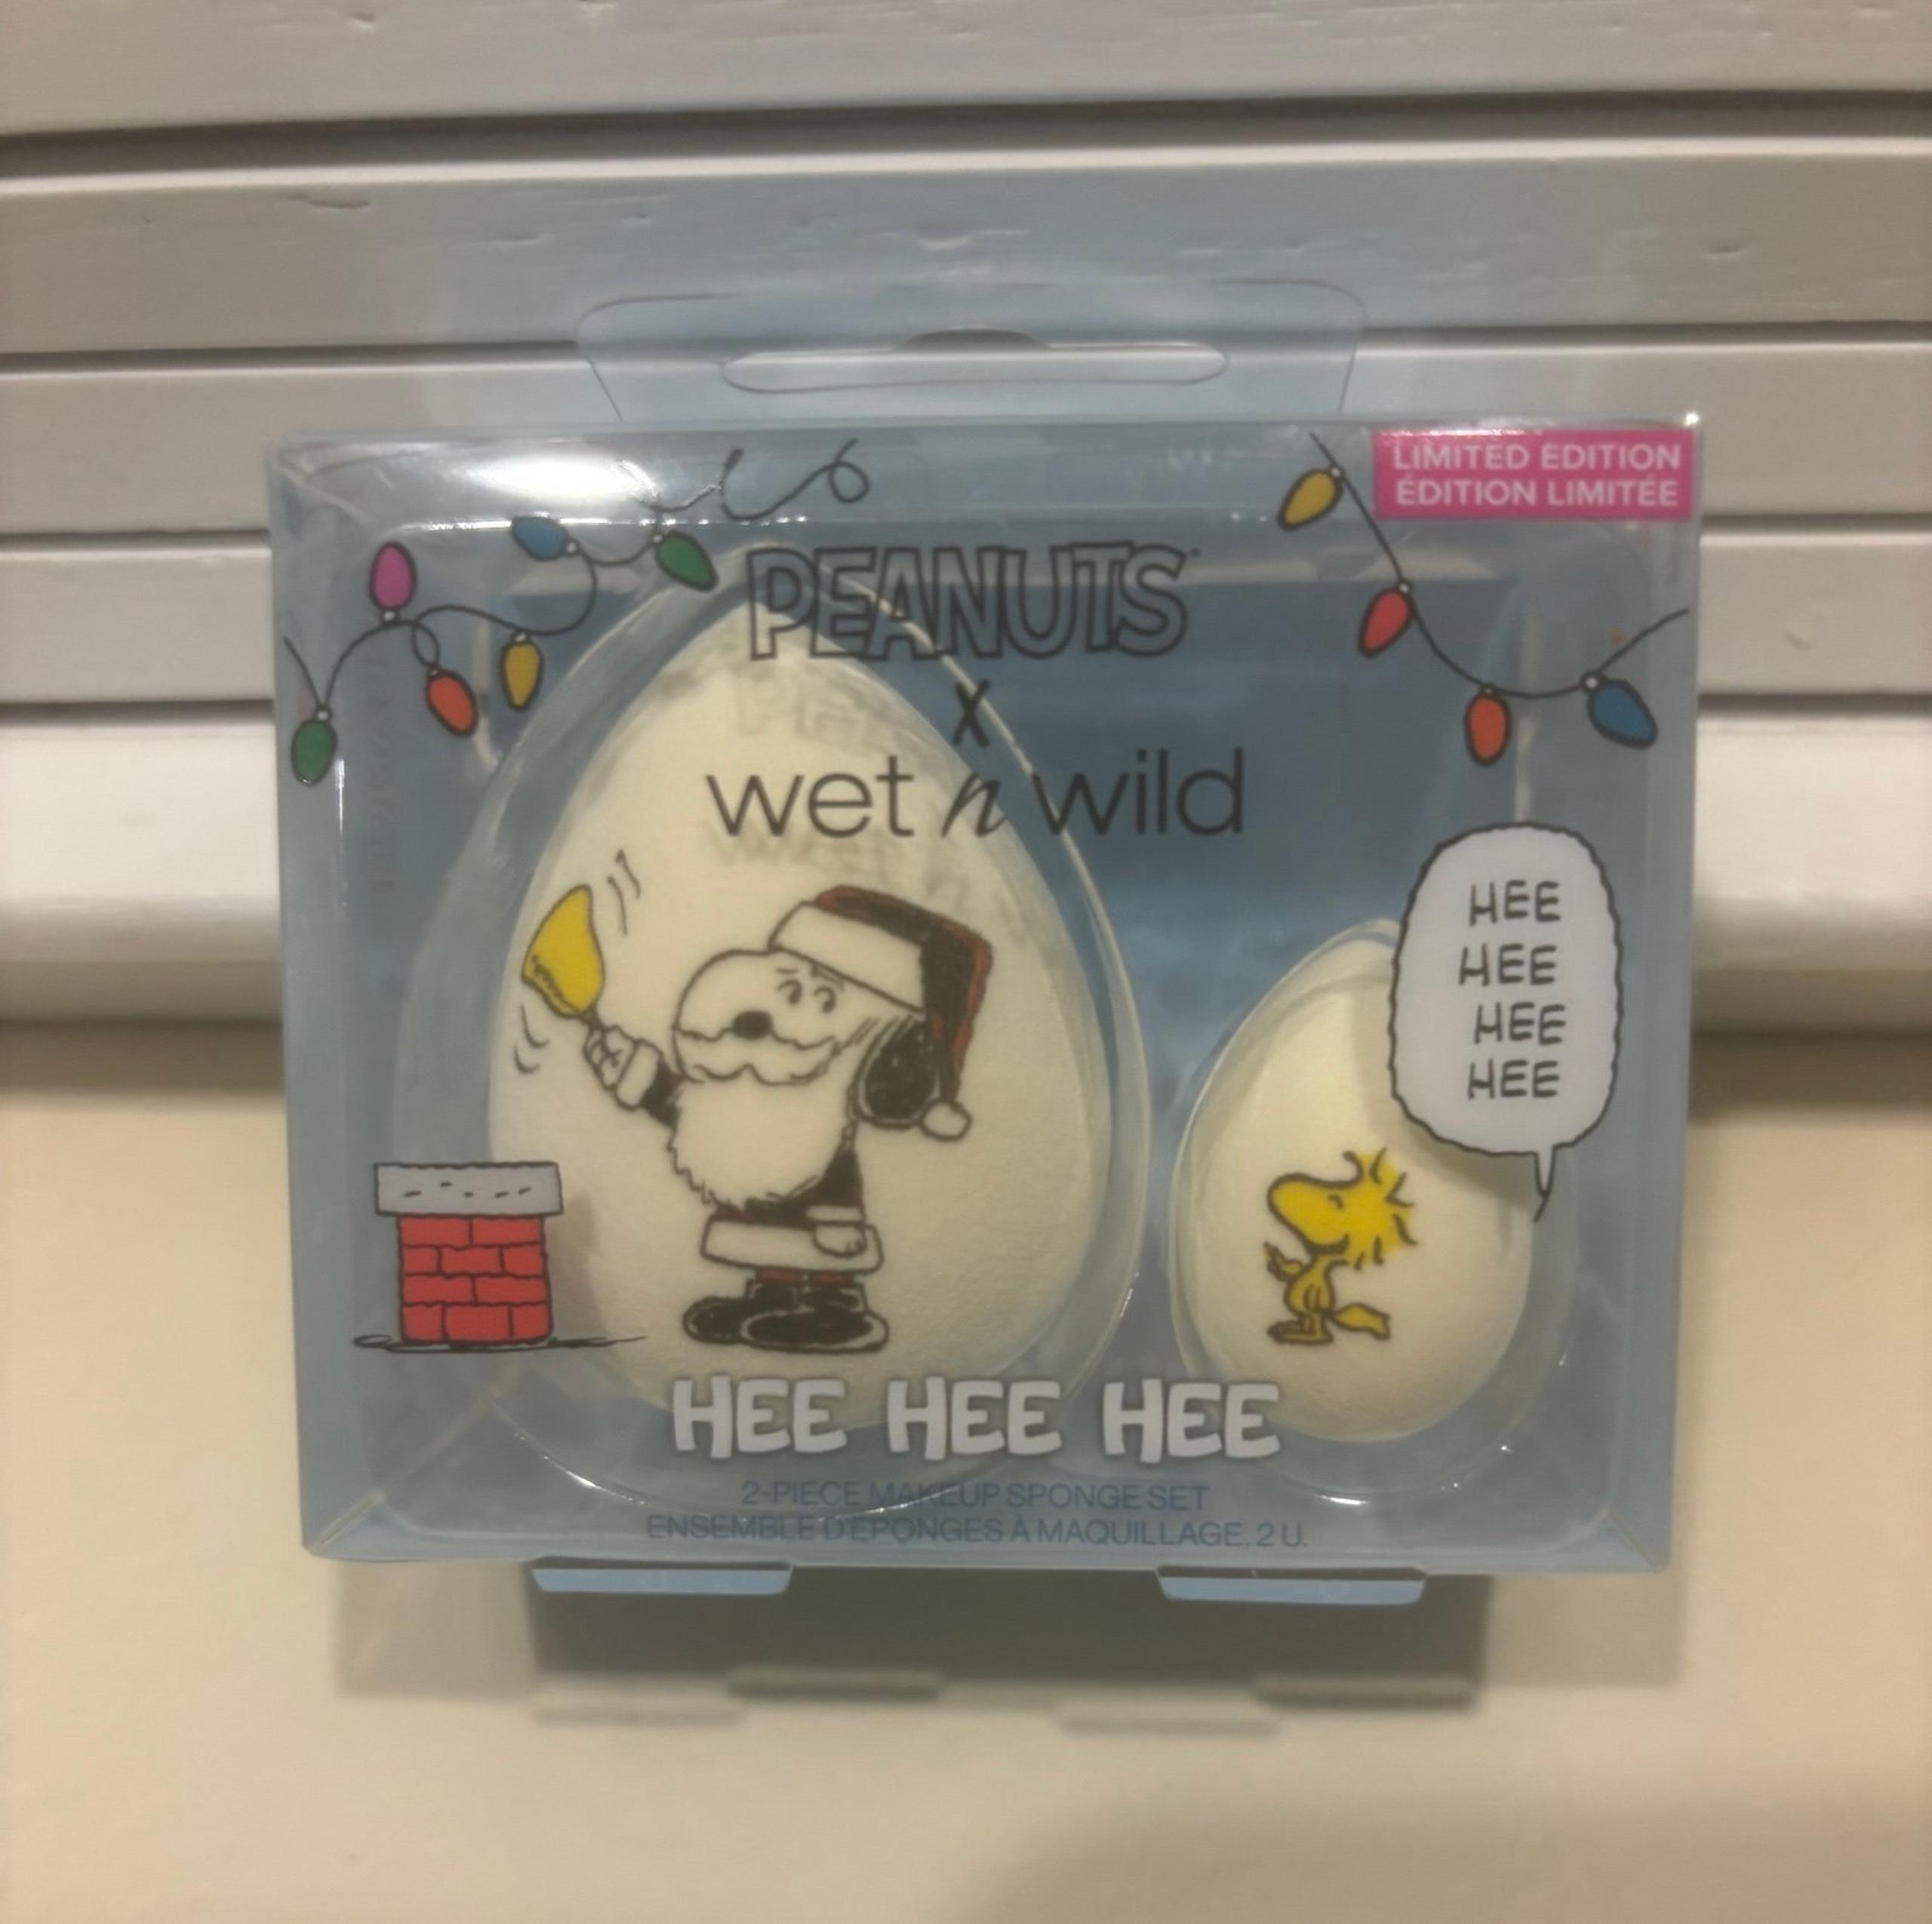 LIMITED EDITION
ÉDITION LIMITÉE
PEANUTS
X
wet n wild
HEE
HEE
HEE
HEE
HEE HEE HEE
2-PIECE MAKEUP SPONGE SET
ENSEMBLE D'ÉPONGES À MAQUILLAGE, 2 U.